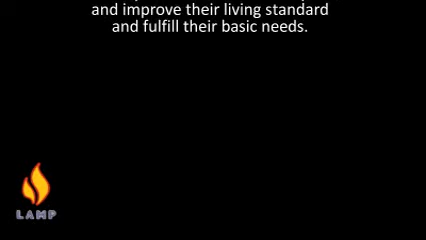 and improve their living standard
and fulfill their basic needs.
LAMP